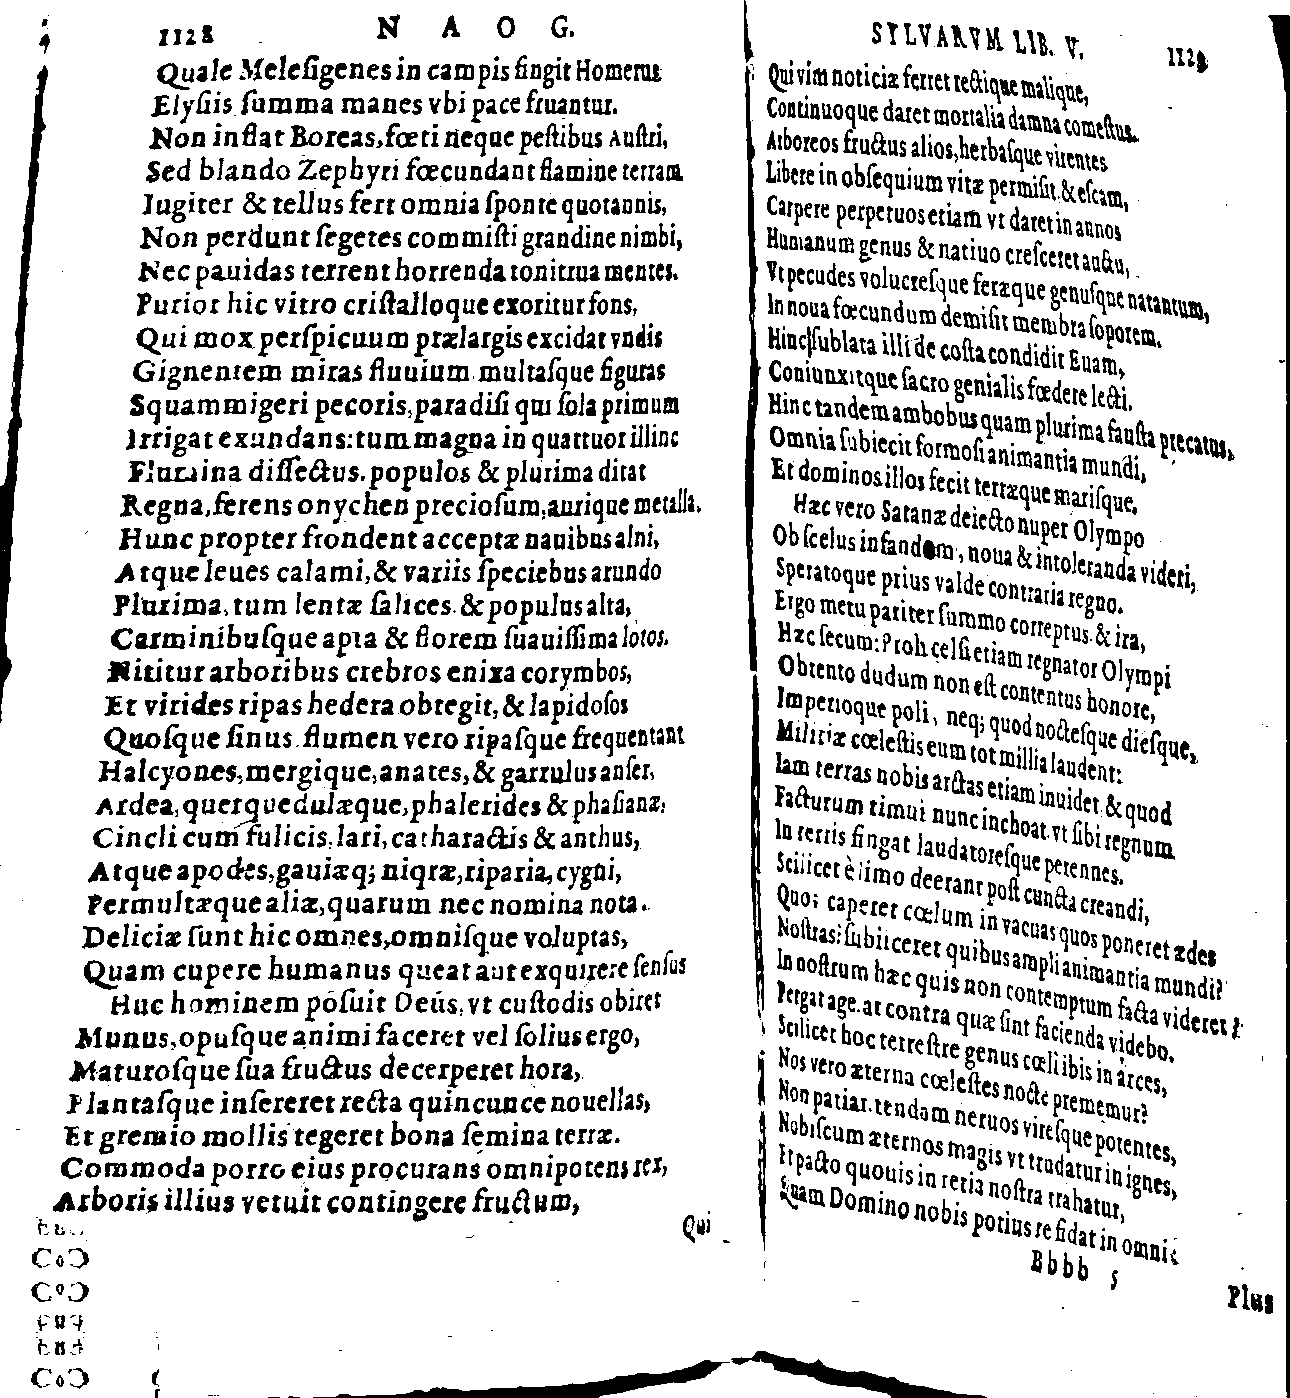 1128 N A O G.
Quale Melesigenes in campis fingit Homerus
Elysiis summa manes vbi pace fruantur.
Non inflat Boreas, fœti neque pestibus Austri,
Sed blando Zephyri fœcundant flamine terram
Iugiter & tellus fert omnia sponte quotannis,
Non perdunt segetes commisti grandine nimbi,
Nec pauidas terrent horrenda tonitrua mentes.
Purior hic vitro cristalloque exoritur fons,
Qui mox perspicuum prælargis excidat vndis
Gignentem miras fluuium multasque figuras
Squammigeri pecoris, paradisi qui sola primum
Irrigat exundans: tum magna in quattuor illinc
Flumina dissectus. populos & plurima ditat
Regna, ferens onychen preciosum, aurique metalla.
Hunc propter frondent acceptæ nauibus alni,
Atque leues calami, & variis speciebus arundo
Plurima, tum lentæ salices. & populus alta,
Carminibusque apta & florem suauissima lotos.
Nititur arboribus crebros enixa corymbos,
Et virides ripas hedera obtegit, & lapidosos
Quosque sinus. flumen vero ripasque frequentant
Halcyones, mergique, anates, & garrulus anser,
Ardea, querquedulæque, phalerides & phasianæ,
Cincli cum fulicis, lari, catharactis & anthus,
Atque apodes, gauiæq; nigræ, riparia, cygni,
Permultæque aliæ, quarum nec nomina nota.
Deliciæ sunt hic omnes, omnisque voluptas,
Quam cupere humanus queat aut exquirere sensus
Huc hominem posuit Deus, vt custodis obiret
Munus, opusque animi faceret vel solius ergo,
Maturosque sua fructus decerperet hora,
Plantasque insereret recta quincunce nouellas,
Et gremio mollis tegeret bona semina terræ.
Commoda porro eius procurans omnipotens rex,
Arboris illius vetuit contingere fructum,
Qui
SYLVARVM LIB. V. 1129
Qui vim noticiæ ferret rectique malique,
Continuoque daret mortalia damna comestus.
Arboreos fructus alios, herbasque virentes
Libere in obsequium vitæ permisit. & escam,
Carpere perpetuos etiam vt daret in annos
Humanum genus & natiuo cresceret auctu,
Vt pecudes volucresque feræque genusque natantum,
In noua fœcundum demisit membra soporem.
Hinc sublata illi de costa condidit Euam,
Coniunxitque sacro genialis fœdere lecti.
Hinc tandem ambobus quam plurima fausta precatus,
Omnia subiecit formosi animantia mundi,
Et dominos illos fecit terræque marisque.
Hæc vero Satanæ deiecto nuper Olympo
Ob scelus infandom, noua & intoleranda videri,
Speratoque prius valde contraria regno.
Ergo metu pariter summo correptus. & ira,
Hæc secum: Proh celsi etiam regnator Olympi
Obtento dudum non est contentus honore,
Imperioque poli, neq; quod noctesque diesque,
Militiæ cœlestis eum tot millia laudent:
Iam terras nobis arctas etiam inuidet. & quod
Facturum timui nunc inchoat. vt sibi regnum
In terris fingat laudatoresque perennes.
Scilicet è limo deerant post cuncta creandi,
Quo; caperet cœlum in vacuas quos poneret ædes
Nostras: subiiceret quibus ampli animantia mundi?
In nostrum hæc quis non contemptum facta videret?
Pergat age. at contra quæ sint facienda videbo.
Scilicet hoc terrestre genus cœli ibis in arces,
Nos vero æterna cœlestes nocte prememur?
Non patiar. tendam neruos viresque potentes,
Nobiscum æternos magis vt trudatur in ignes,
Et pacto quouis in retia nostra trahatur,
Quam Domino nobis potius se fidat in omni
Bbbb 5
Plus